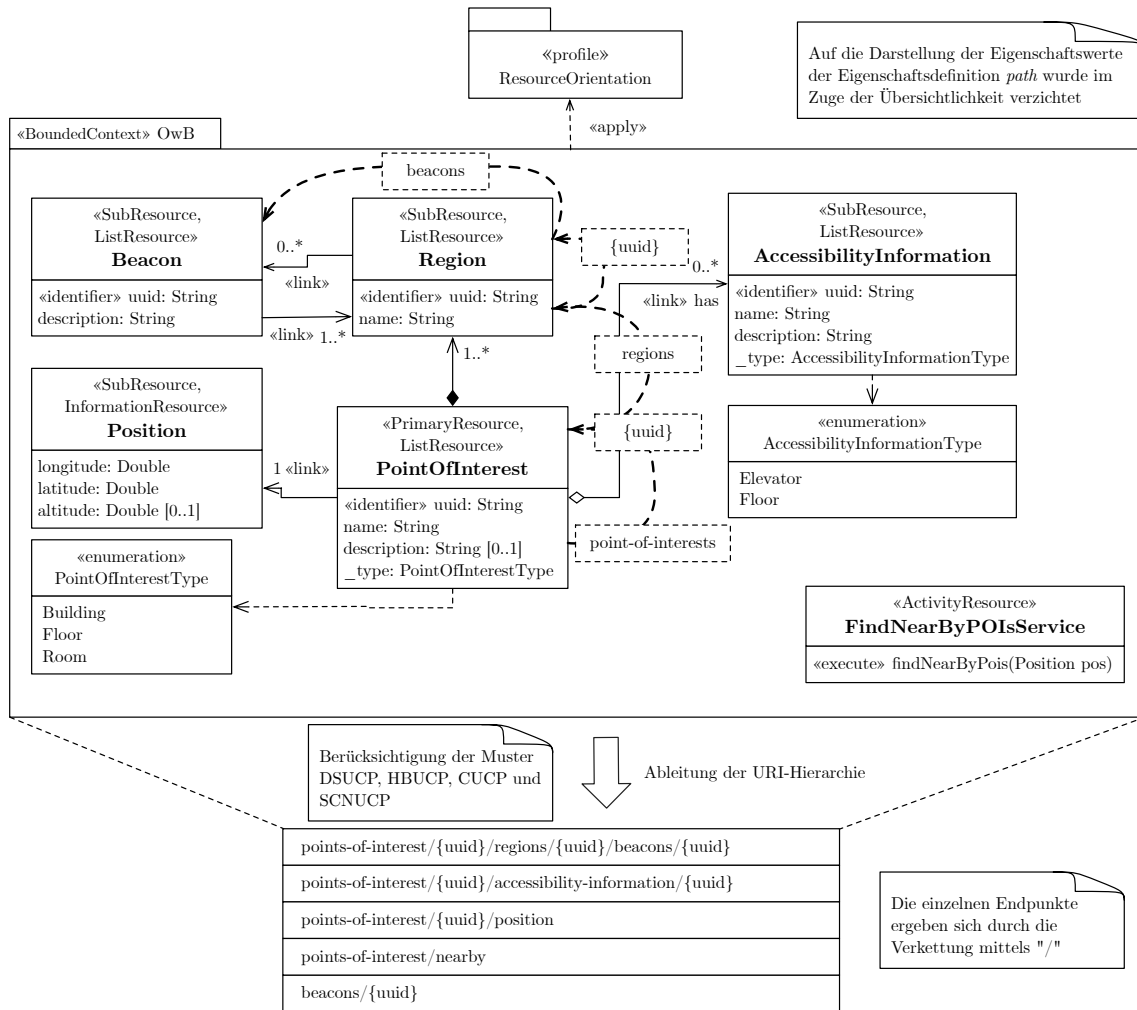 «profile»
ResourceOrientation
Auf die Darstellung der Eigenschaftswerte
der Eigenschaftsdefinition path wurde im
Zuge der Übersichtlichkeit verzichtet
«apply»
«BoundedContext» OwB
beacons
«SubResource,
ListResource»
Beacon
«identifier» uuid: String
description: String
0..*
«link»
«link»
1..*
«SubResource,
ListResource»
Region
«identifier» uuid: String
name: String
{uuid}
0..*
«link» has
«SubResource,
ListResource»
AccessibilityInformation
«identifier» uuid: String
name: String
description: String
_type: AccessibilityInformationType
1..*
regions
«SubResource,
InformationResource»
Position
longitude: Double
latitude: Double
altitude: Double [0..1]
1 «link»
«PrimaryResource,
ListResource»
PointOfInterest
«identifier» uuid: String
name: String
description: String [0..1]
_type: PointOfInterestType
{uuid}
point-of-interests
«enumeration»
AccessibilityInformationType
Elevator
Floor
«enumeration»
PointOfInterestType
Building
Floor
Room
«ActivityResource»
FindNearByPOIsService
«execute» findNearByPois(Position pos)
Berücksichtigung der Muster
DSUCP, HBUCP, CUCP und
SCNUCP
Ableitung der URI-Hierarchie
points-of-interest/{uuid}/regions/{uuid}/beacons/{uuid}
points-of-interest/{uuid}/accessibility-information/{uuid}
points-of-interest/{uuid}/position
points-of-interest/nearby
beacons/{uuid}
Die einzelnen Endpunkte
ergeben sich durch die
Verkettung mittels "/"